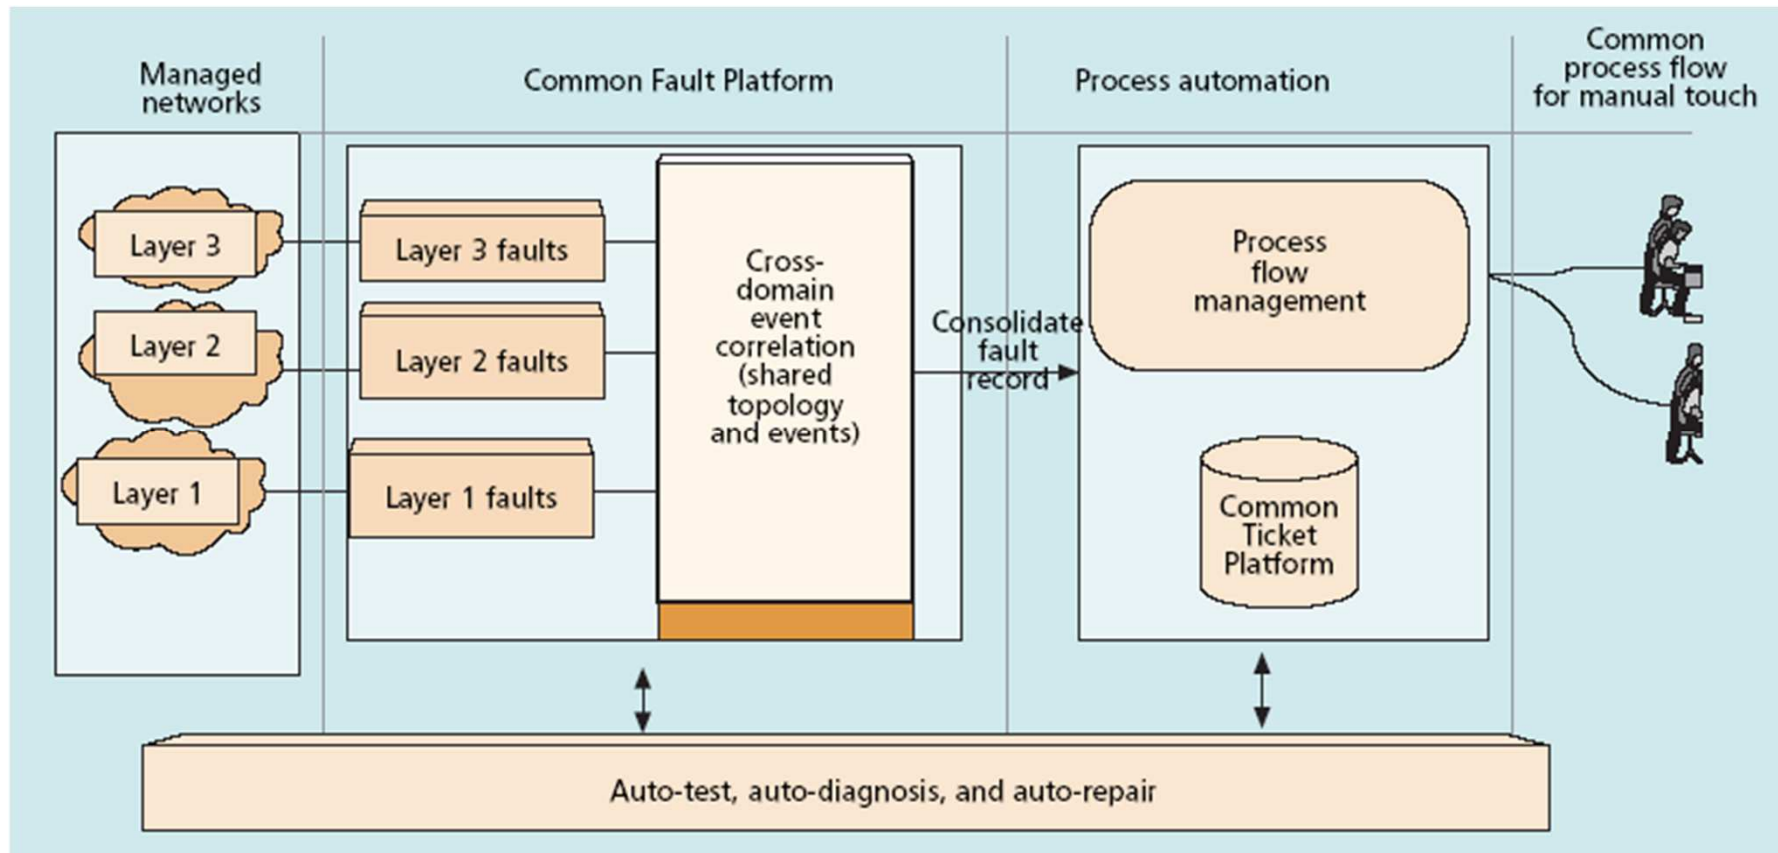 Managed
networks
Common Fault Platform
Process automation
Common
process flow
for manual touch
Layer 3
Layer 2
Layer 1
Layer 3 faults
Layer 2 faults
Layer 1 faults
Cross-
domain
event
correlation
(shared
topology
and events)
Consolidate
fault
record
Process
flow
management
Common
Ticket
Platform
Auto-test, auto-diagnosis, and auto-repair